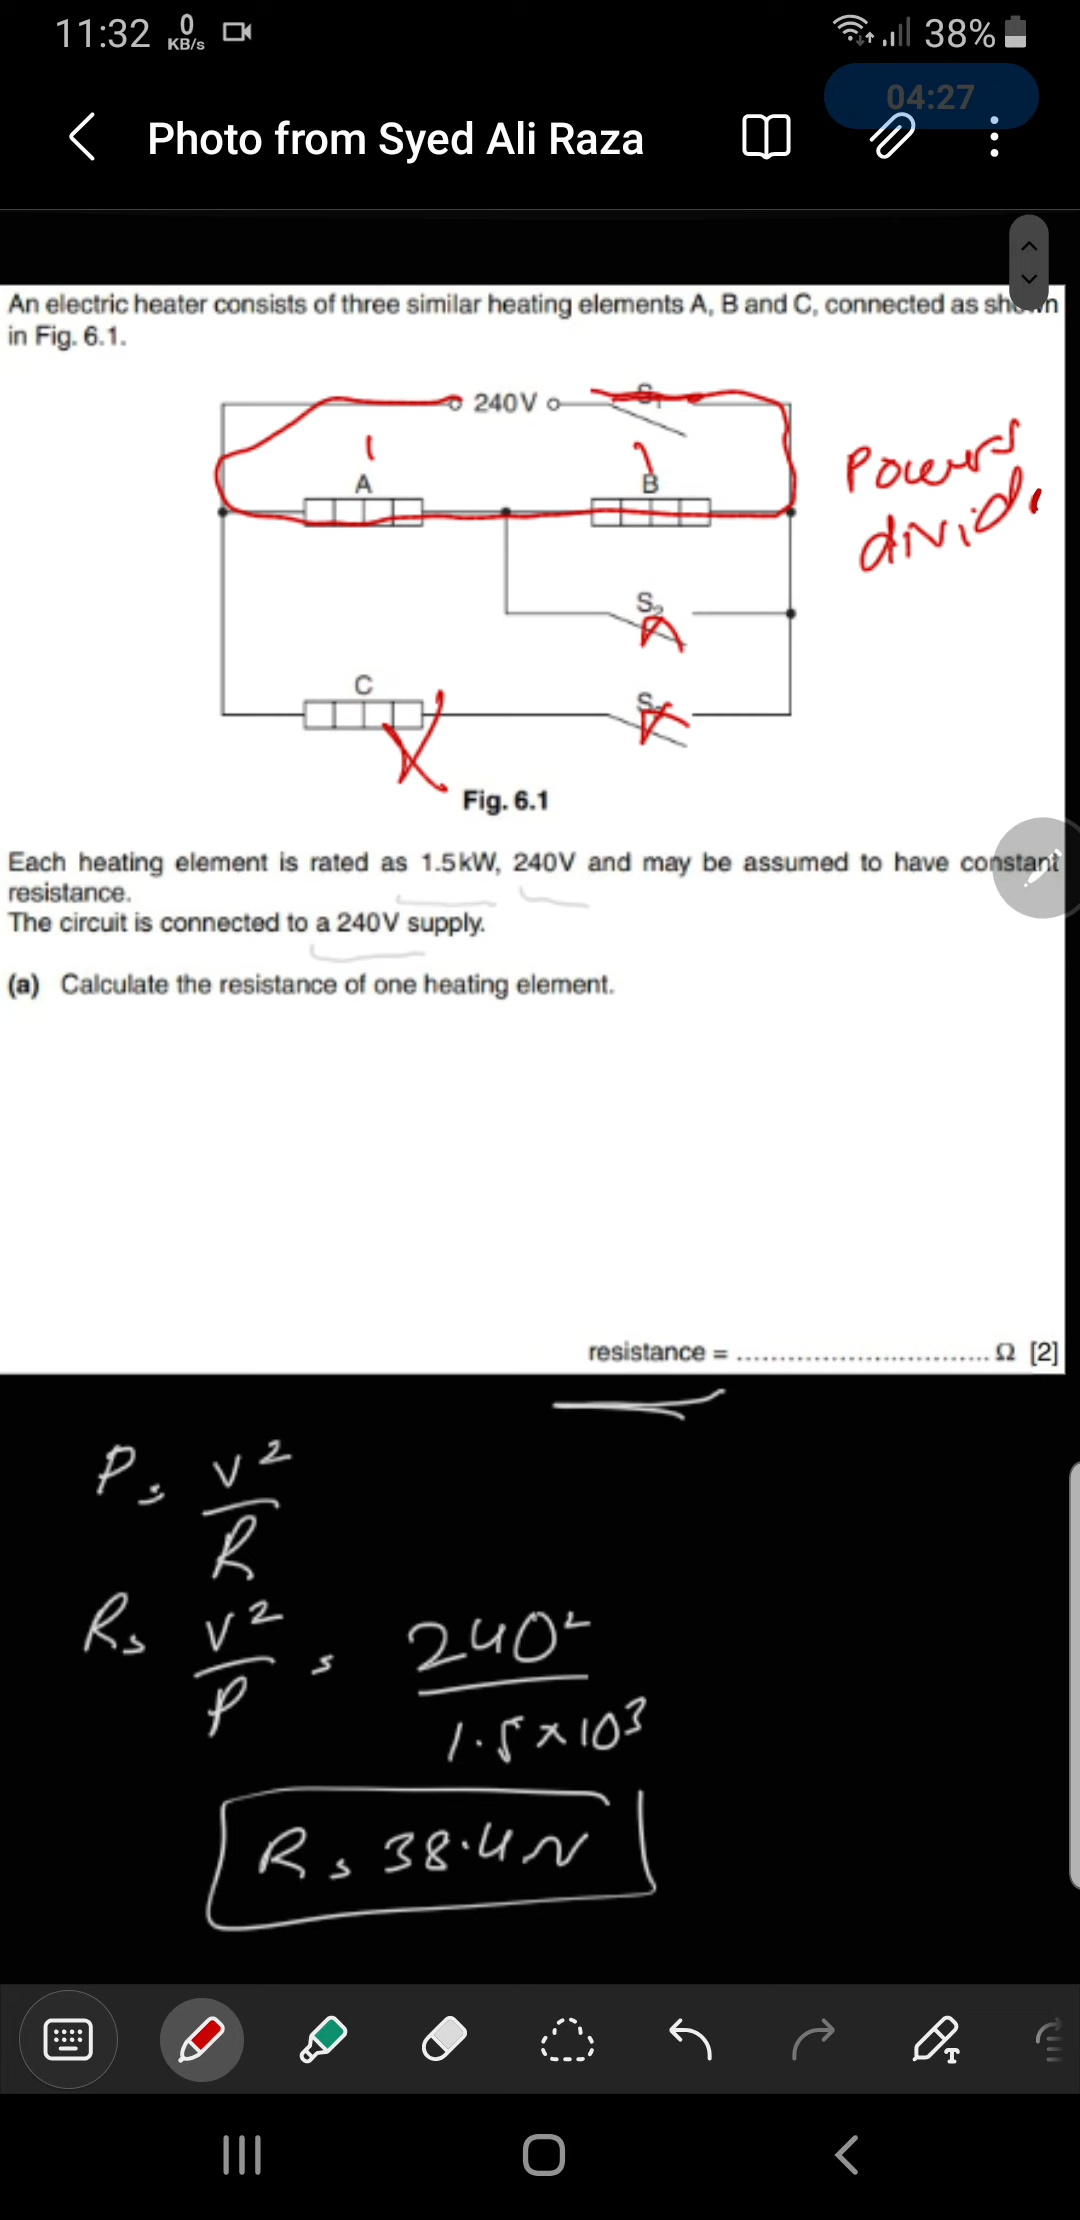 11:32 0 KB/s 38%
04:27
Photo from Syed Ali Raza
An electric heater consists of three similar heating elements A, B and C, connected as shown
in Fig. 6.1.
240V S1
A B
Powers
divid
S2
C
Fig. 6.1
Each heating element is rated as 1.5kW, 240V and may be assumed to have constant
resistance.
The circuit is connected to a 240V supply.
(a) Calculate the resistance of one heating element.
resistance = ................................ Ω [2]
P = V²
R
R = V² = 240²
P 1.5 x 10³
R = 38.4 Ω